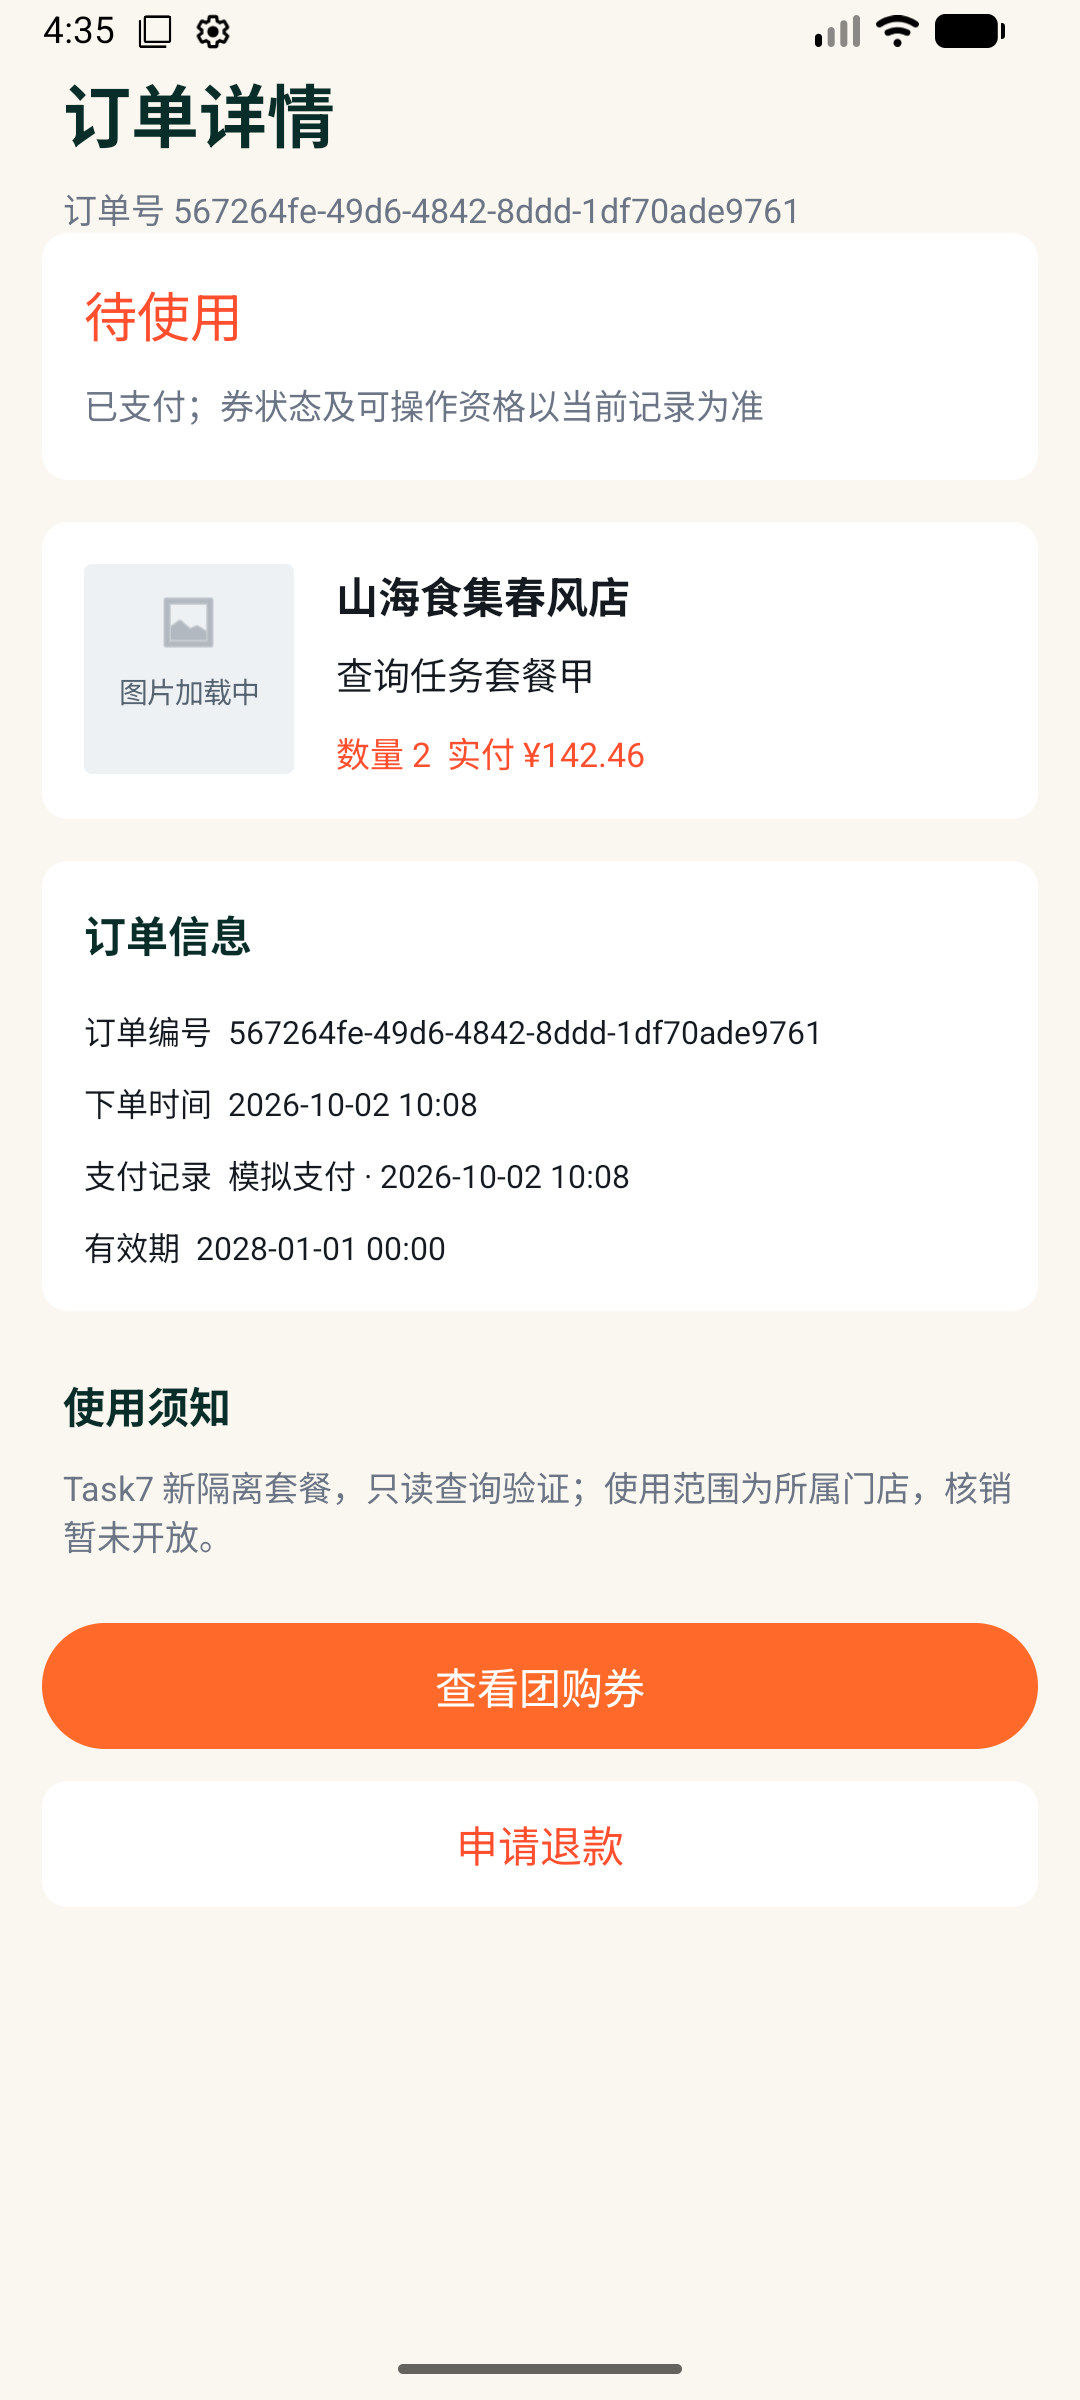 4:35
订单详情
订单号 567264fe-49d6-4842-8ddd-1df70ade9761
待使用
已支付；券状态及可操作资格以当前记录为准
山海食集春风店
图片加载中
查询任务套餐甲
数量 2 实付 ¥142.46
订单信息
订单编号 567264fe-49d6-4842-8ddd-1df70ade9761
下单时间 2026-10-02 10:08
支付记录 模拟支付 · 2026-10-02 10:08
有效期 2028-01-01 00:00
使用须知
Task7 新隔离套餐，只读查询验证；使用范围为所属门店，核销
暂未开放。
查看团购券
申请退款